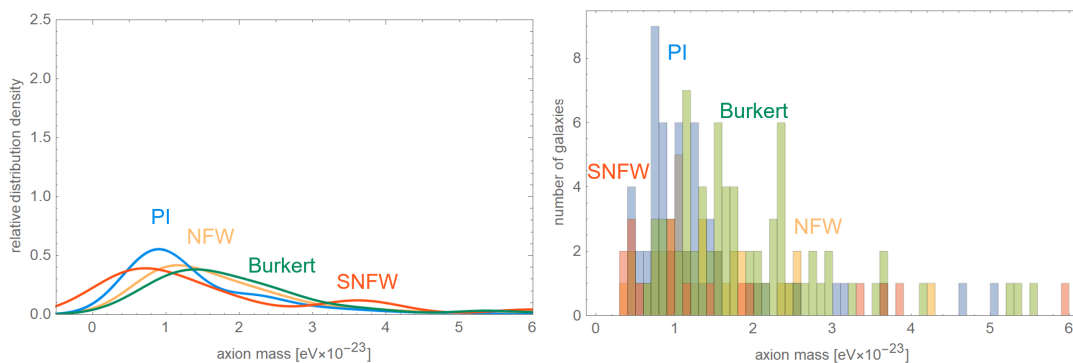 2.5
2.0
1.5
1.0
0.5
0.0
relative distribution density
PI
NFW
Burkert
SNFW
0 1 2 3 4 5 6
axion mass [eV×10⁻²³]
8
6
4
2
0
number of galaxies
PI
Burkert
SNFW
NFW
0 1 2 3 4 5 6
axion mass [eV×10⁻²³]